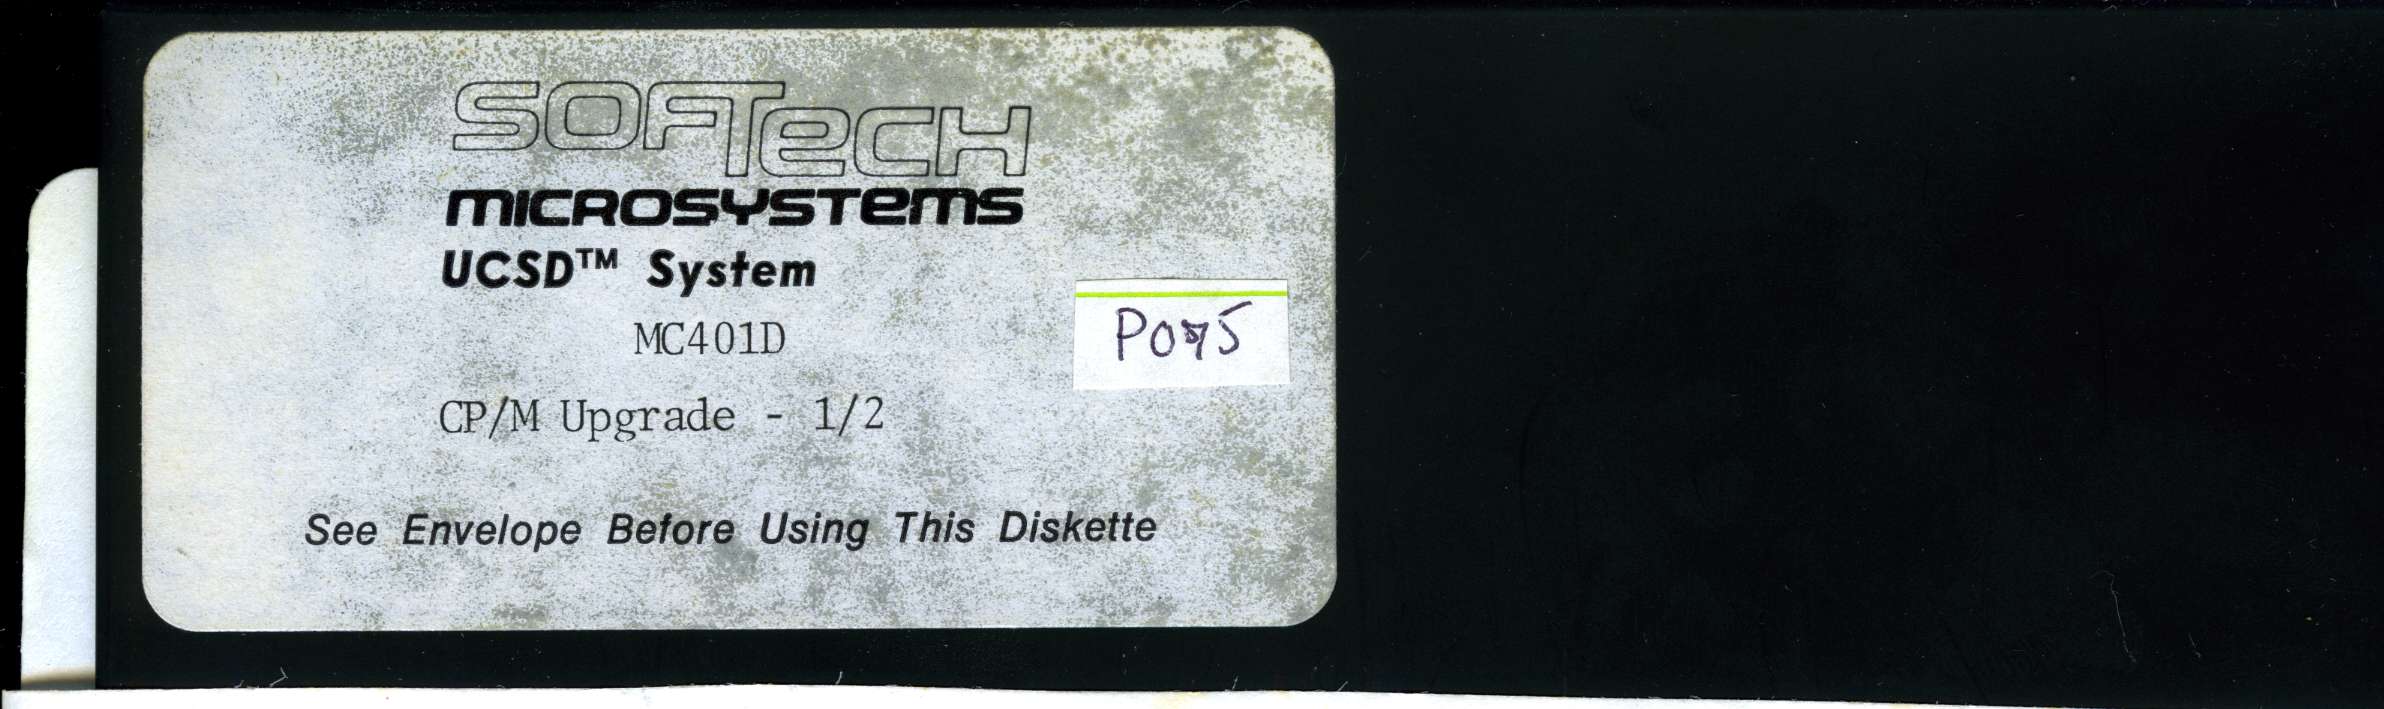 SOFTech
MICROSYSTEMS
UCSD™ System
MC401D
CP/M Upgrade - 1/2
See Envelope Before Using This Diskette